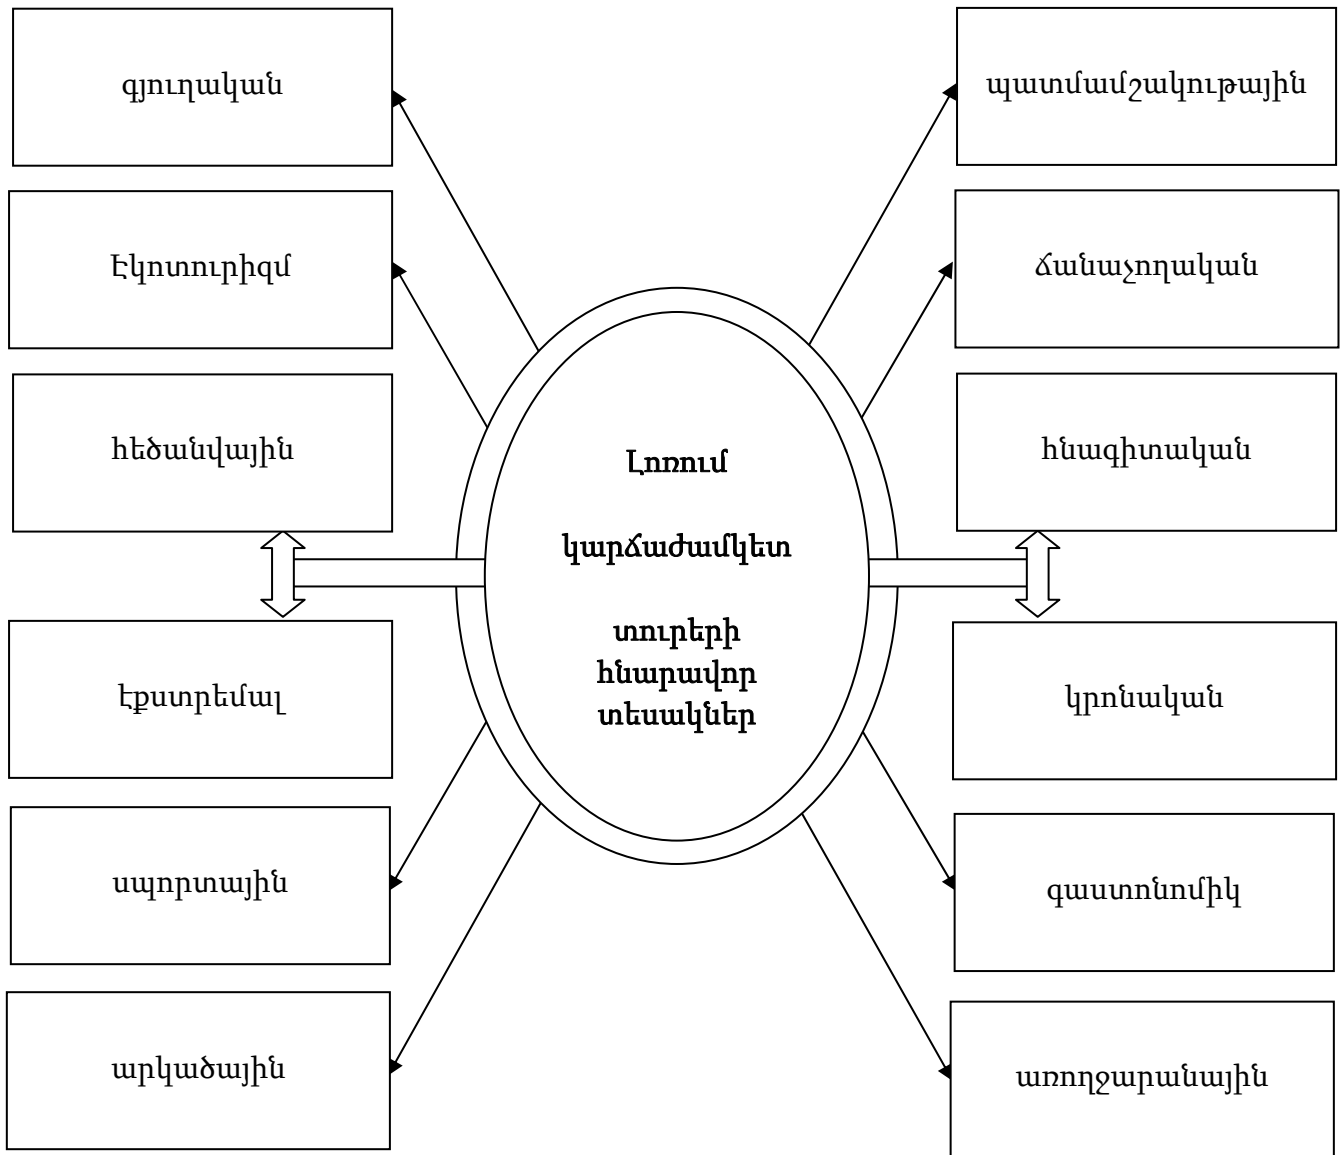 գյուղական
պատմամշակութային
Էկոտուրիզմ
ճանաչողական
հեծանվային
հնագիտական
Լոռում
կարճաժամկետ
տուրերի
հնարավոր
տեսակներ
էքստրեմալ
կրոնական
սպորտային
գաստոնոմիկ
արկածային
առողջարանային